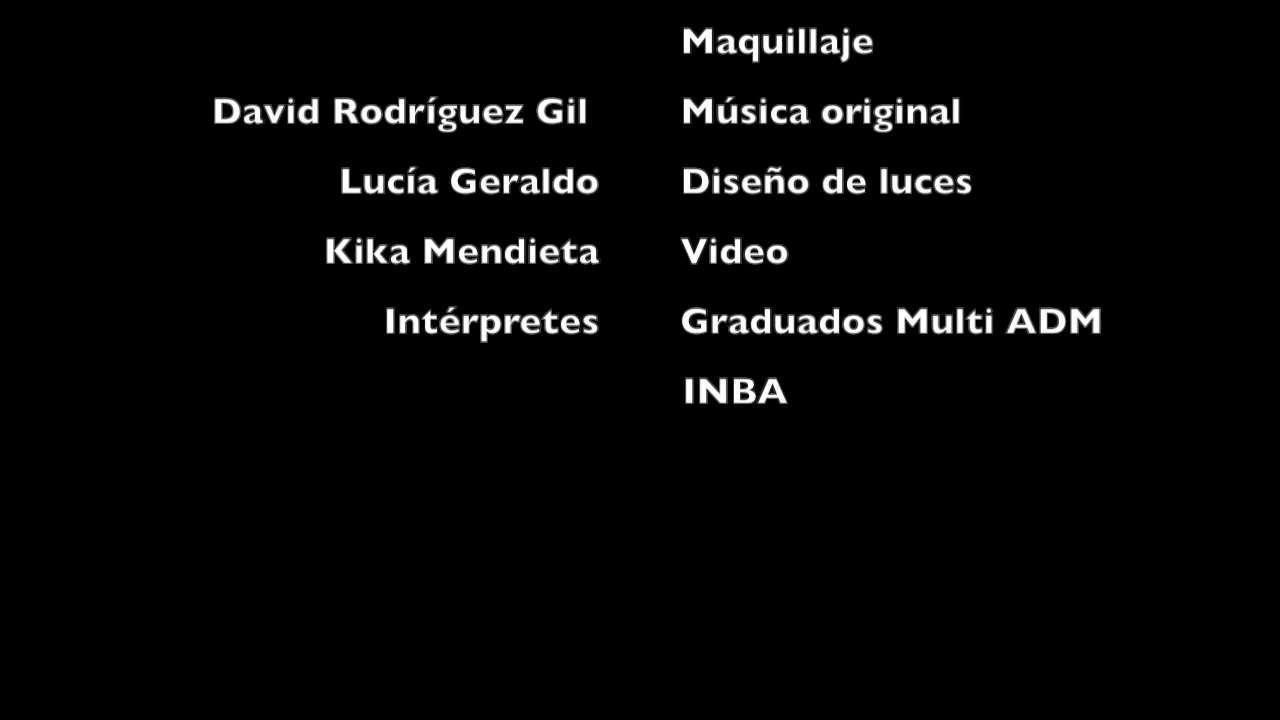 Maquillaje
David Rodríguez Gil Música original
Lucía Geraldo Diseño de luces
Kika Mendieta Video
Intérpretes Graduados Multi ADM
INBA